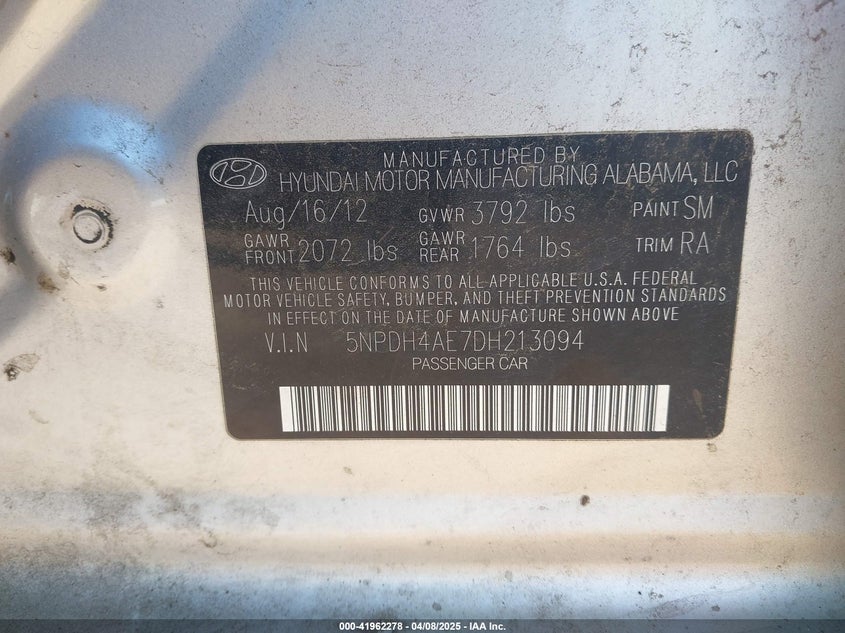 MANUFACTURED BY
HYUNDAI MOTOR MANUFACTURING ALABAMA, LLC
Aug/16/12 GVWR 3792 lbs PAINT SM
GAWR FRONT 2072 lbs GAWR REAR 1764 lbs TRIM RA
THIS VEHICLE CONFORMS TO ALL APPLICABLE U.S.A. FEDERAL
MOTOR VEHICLE SAFETY, BUMPER, AND THEFT PREVENTION STANDARDS
IN EFFECT ON THE DATE OF MANUFACTURE SHOWN ABOVE
V.I.N 5NPDH4AE7DH213094
PASSENGER CAR
000-41962278 - 04/08/2025 - IAA Inc.